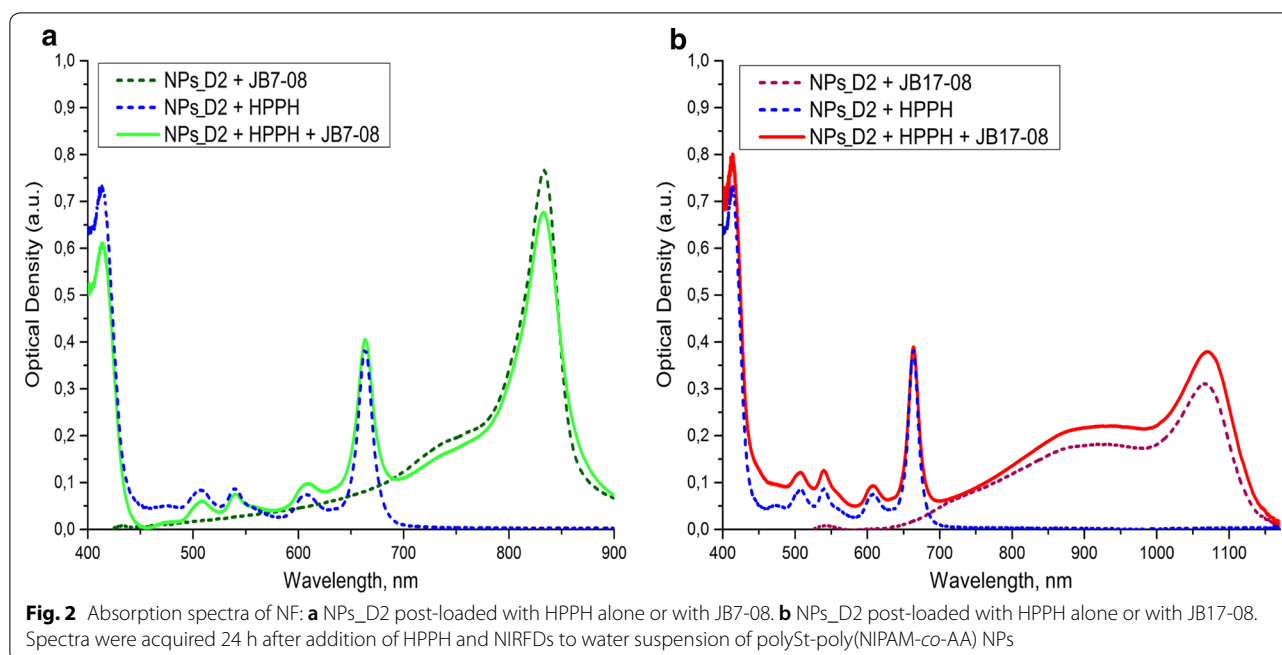 a
1,0
0,9
0,8
0,7
0,6
0,5
0,4
0,3
0,2
0,1
0,0
Optical Density (a.u.)
NPs_D2 + JB7-08
NPs_D2 + HPPH
NPs_D2 + HPPH + JB7-08
400 500 600 700 800 900
Wavelength, nm
b
1,0
0,9
0,8
0,7
0,6
0,5
0,4
0,3
0,2
0,1
0,0
Optical Density (a.u.)
NPs_D2 + JB17-08
NPs_D2 + HPPH
NPs_D2 + HPPH + JB17-08
400 500 600 700 800 900 1000 1100
Wavelength, nm
Fig. 2 Absorption spectra of NF: a NPs_D2 post-loaded with HPPH alone or with JB7-08. b NPs_D2 post-loaded with HPPH alone or with JB17-08.
Spectra were acquired 24 h after addition of HPPH and NIRFDs to water suspension of polySt-poly(NIPAM-co-AA) NPs